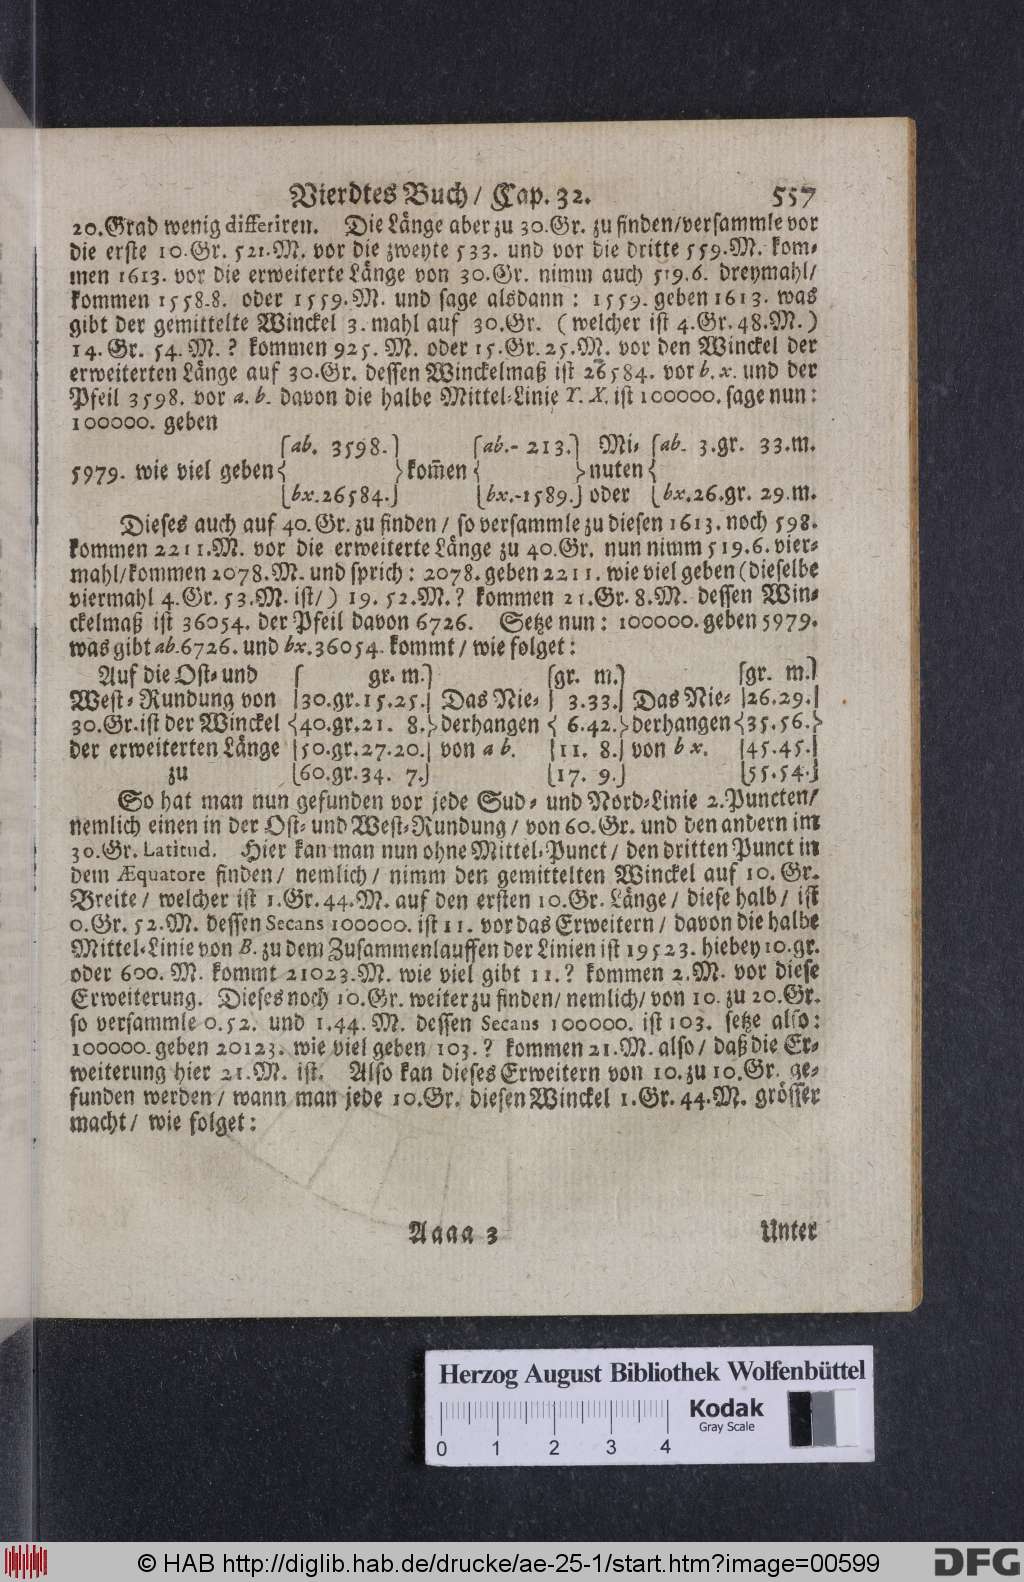 Vierdtes Buch / Cap. 32. 557
20. Grad wenig differiren. Die Länge aber zu 30. Gr. zu finden / versammle vor
die erste 10. Gr. 521. M. vor die zweyte 533. und vor die dritte 559. M. kom⸗
men 1613. vor die erweiterte Länge von 30. Gr. nimm auch 519.6. dreymahl /
kommen 1558.8. oder 1559. M. und sage alsdann : 1559. geben 1613. was
gibt der gemittelte Winckel 3. mahl auf 30. Gr. ( welcher ist 4. Gr. 48. M. )
14. Gr. 54. M. ? kommen 925. M. oder 15. Gr. 25. M. vor den Winckel der
erweiterten Länge auf 30. Gr. dessen Winckelmaß ist 26584. vor b. x. und der
Pfeil 3598. vor a. b. davon die halbe Mittel⸗Linie Y. X. ist 100000. sage nun :
100000. geben
ab. 3598. ab.- 213. Mi⸗ ab. 3.gr. 33.m.
5979. wie viel geben kom̃en nuten
bx.26584. bx.-1589. oder bx.26.gr. 29.m.
Dieses auch auf 40. Gr. zu finden / so versammle zu diesen 1613. noch 598.
kommen 2211. M. vor die erweiterte Länge zu 40. Gr. nun nimm 519.6. vier⸗
mahl / kommen 2078. M. und sprich : 2078. geben 2211. wie viel geben (dieselbe
viermahl 4. Gr. 53. M. ist / ) 19. 52. M. ? kommen 21. Gr. 8. M. dessen Win⸗
ckelmaß ist 36054. der Pfeil davon 6726. Setze nun : 100000. geben 5979.
was gibt ab. 6726. und bx. 36054. kommt / wie folget :
Auf die Ost⸗ und gr. m. gr. m. gr. m.
West⸗Rundung von 30.gr.15.25. Das Nie⸗ 3.33. Das Nie⸗ 26.29.
30. Gr. ist der Winckel 40.gr.21. 8. derhangen 6.42. derhangen 35.56.
der erweiterten Länge 50.gr.27.20. von a b. 11. 8. von b x. 45.45.
zu 60.gr.34. 7. 17. 9. 55.54.
So hat man nun gefunden vor jede Sud⸗ und Nord⸗Linie 2. Puncten /
nemlich einen in der Ost⸗ und West⸗Rundung / von 60. Gr. und den andern im
30. Gr. Latitud. Hier kan man nun ohne Mittel⸗Punct / den dritten Punct in
dem Æquatore finden / nemlich / nimm den gemittelten Winckel auf 10. Gr.
Breite / welcher ist 1. Gr. 44. M. auf den ersten 10. Gr. Länge / diese halb / ist
0. Gr. 52. M. dessen Secans 100000. ist 11. vor das Erweitern / davon die halbe
Mittel⸗Linie von B. zu dem Zusammenlauffen der Linien ist 19523. hiebey 10. gr.
oder 600. M. kommt 21023. M. wie viel gibt 11. ? kommen 2. M. vor diese
Erweiterung. Dieses noch 10. Gr. weiter zu finden / nemlich / von 10. zu 20. Gr.
so versammle 0. 52. und 1. 44. M. dessen Secans 100000. ist 103. setze also :
100000. geben 20123. wie viel geben 103. ? kommen 21. M. also / daß die Er⸗
weiterung hier 21. M. ist. Also kan dieses Erweitern von 10. zu 10. Gr. ge⸗
funden werden / wann man jede 10. Gr. diesen Winckel 1. Gr. 44. M. grösser
macht / wie folget :
Aaaa 3 Unter
Herzog August Bibliothek Wolfenbüttel
Kodak
Gray Scale
0 1 2 3 4
© HAB http://diglib.hab.de/drucke/ae-25-1/start.htm?image=00599 DFG